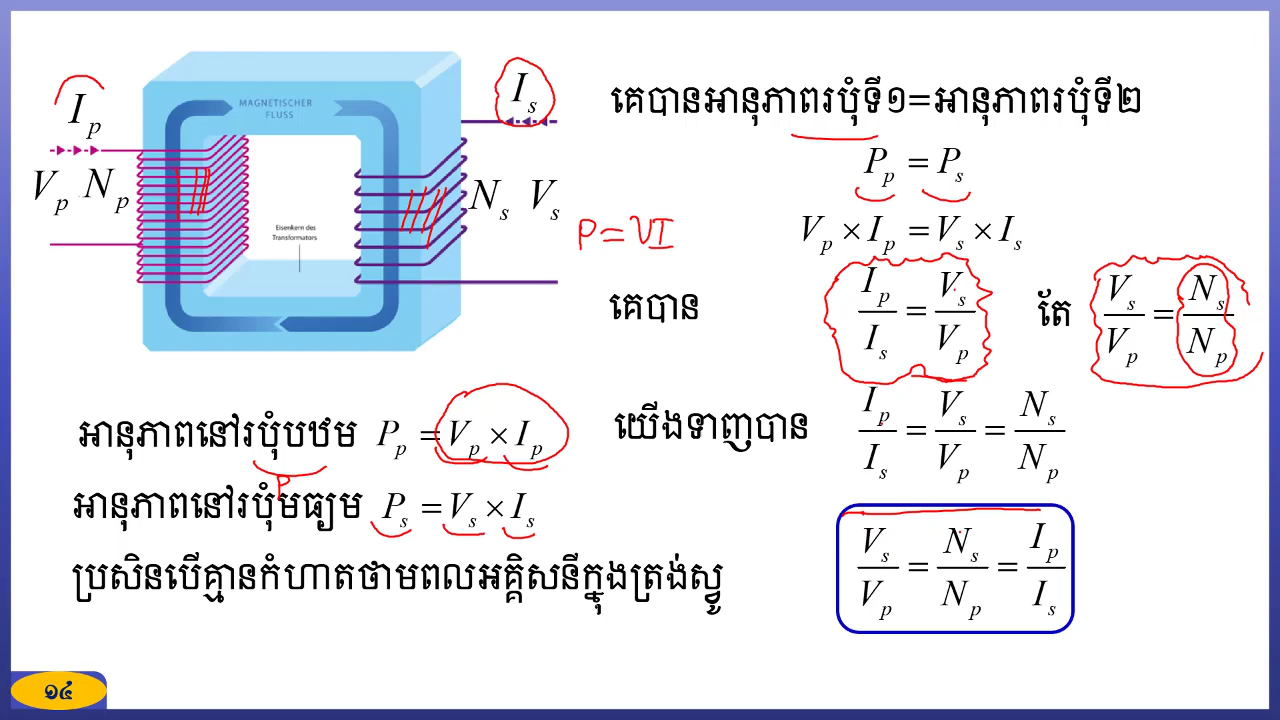 MAGNETISCHER
FLUSS
I_p
I_s
V_p N_p
N_s V_s
Eisenkern des
Transformators
P = VI
គេបានអានុភាពរបុំទី១=អានុភាពរបុំទី២
P_p = P_s
V_p × I_p = V_s × I_s
គេបាន I_p/I_s = V_s/V_p តែ V_s/V_p = N_s/N_p
យើងទាញបាន I_p/I_s = V_s/V_p = N_s/N_p
V_s/V_p = N_s/N_p = I_p/I_s
អានុភាពនៅរបុំបឋម P_p = V_p × I_p
P
អានុភាពនៅរបុំមធ្យម P_s = V_s × I_s
ប្រសិនបើគ្មានកំហាតថាមពលអគ្គិសនីក្នុងត្រង់ស្វូ
១៤